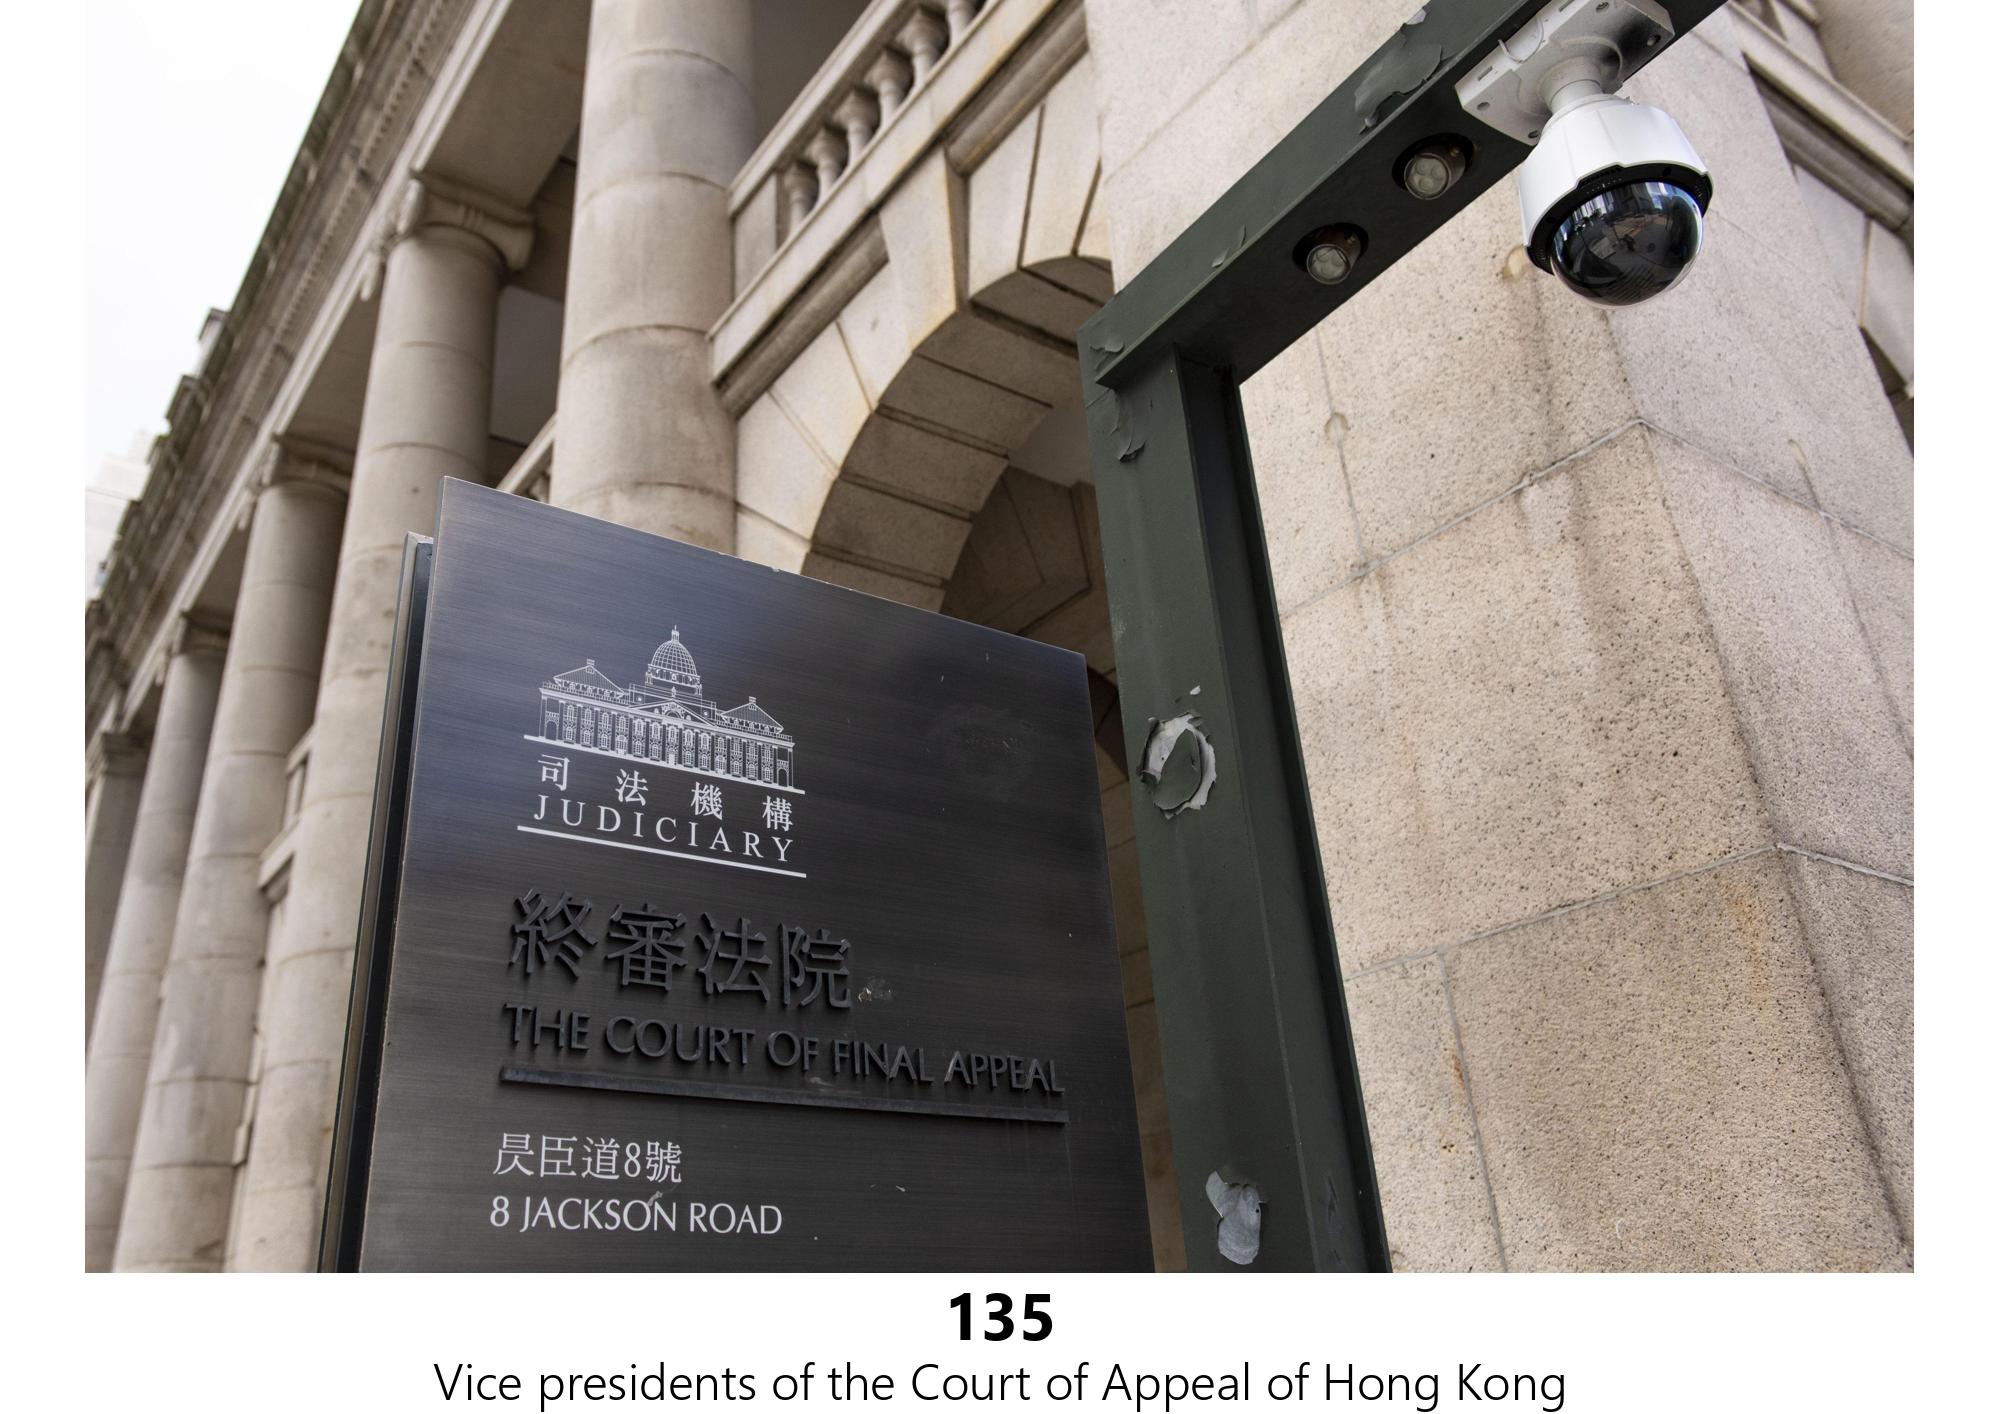 司法機構
JUDICIARY
終審法院
THE COURT OF FINAL APPEAL
昃臣道8號
8 JACKSON ROAD
135
Vice presidents of the Court of Appeal of Hong Kong